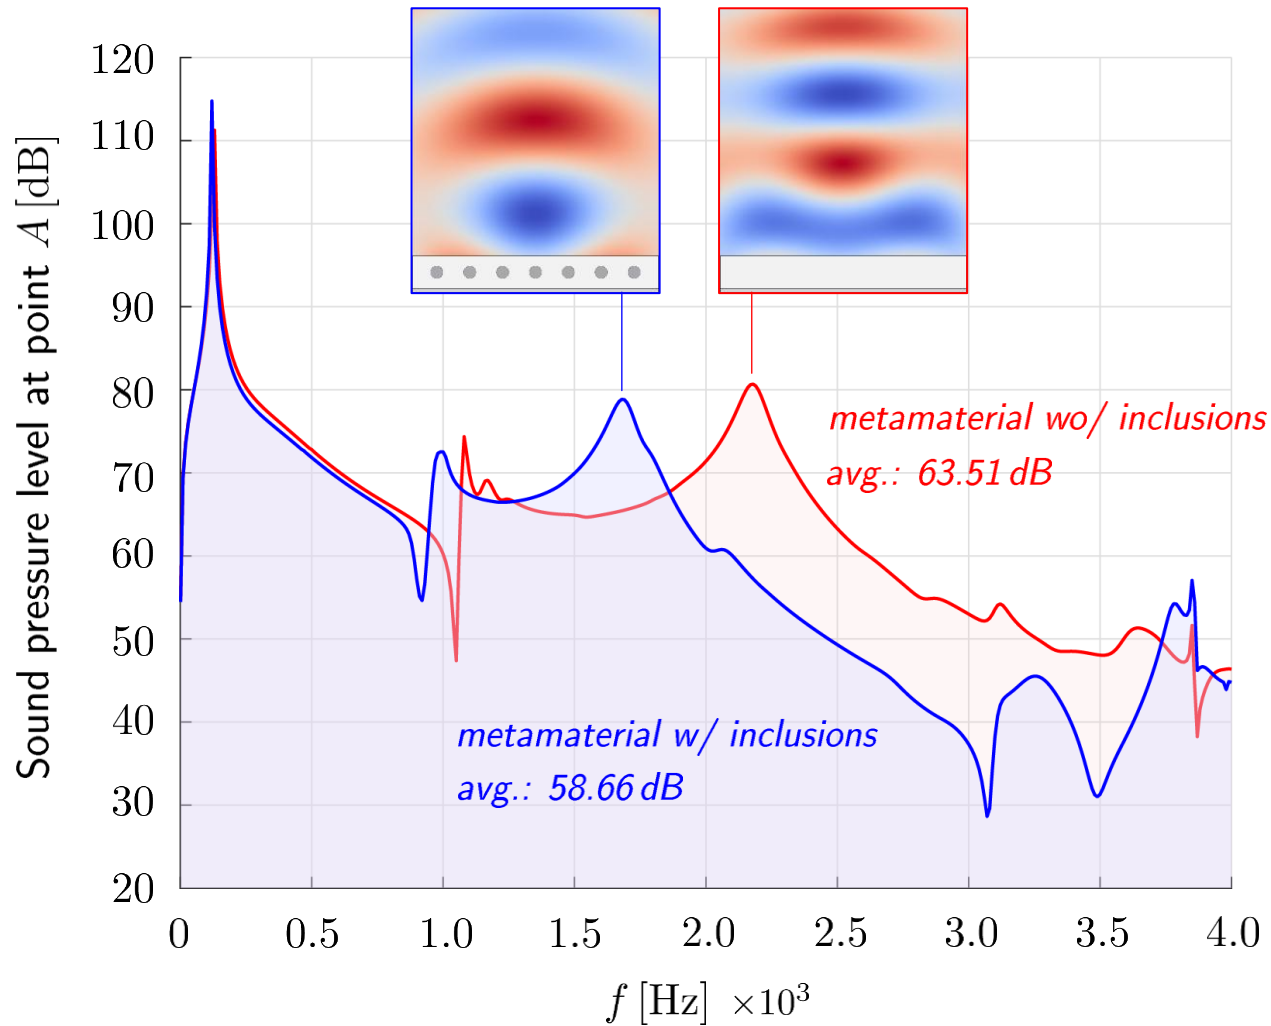 120
110
100
90
80
70
60
50
40
30
20
Sound pressure level at point A [dB]
metamaterial wo/ inclusions
avg.: 63.51 dB
metamaterial w/ inclusions
avg.: 58.66 dB
0 0.5 1.0 1.5 2.0 2.5 3.0 3.5 4.0
f [Hz] ×10³